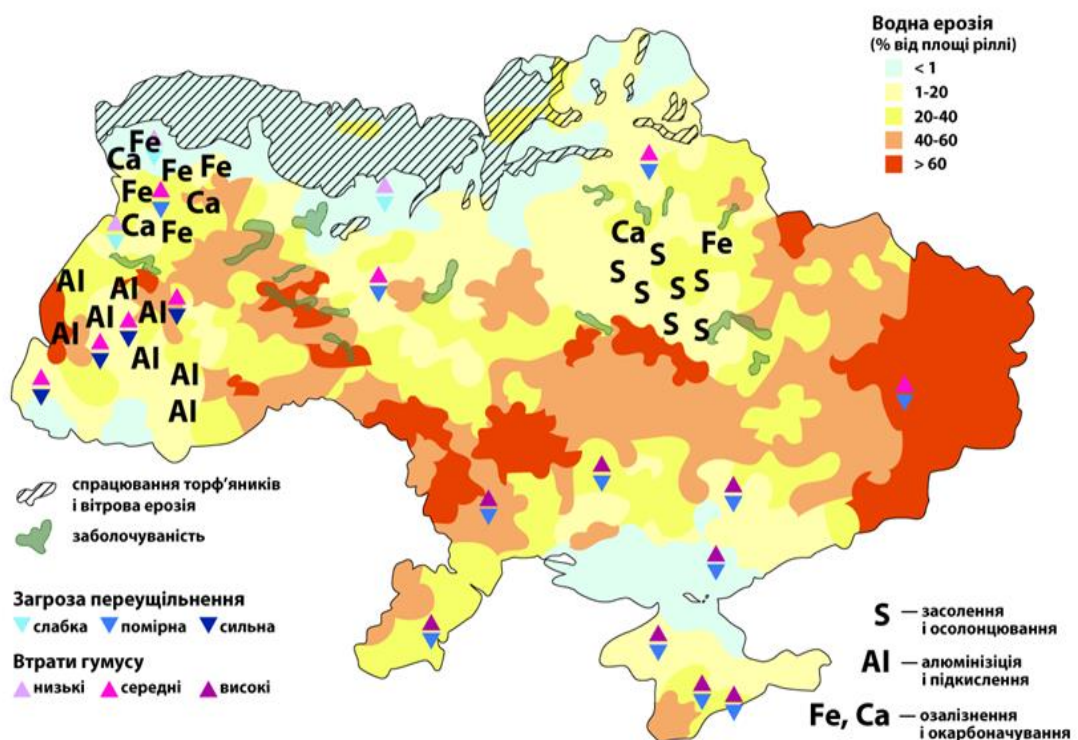 Водна ерозія
(% від площі ріллі)
< 1
1-20
20-40
40-60
> 60
Fe
Ca
Fe
Fe
Fe
Ca
Ca
Fe
Ca
Fe
S
S
S
S
S
S
S
Al
Al
Al
Al
Al
Al
Al
Al
спрацювання торф’яників
і вітрова ерозія
заболочуваність
Загроза переущільнення
слабка помірна сильна
Втрати гумусу
низькі середні високі
S — засолення
і осолонцювання
Al — алюмінізіція
і підкислення
Fe, Ca — озалізнення
і окарбоначування